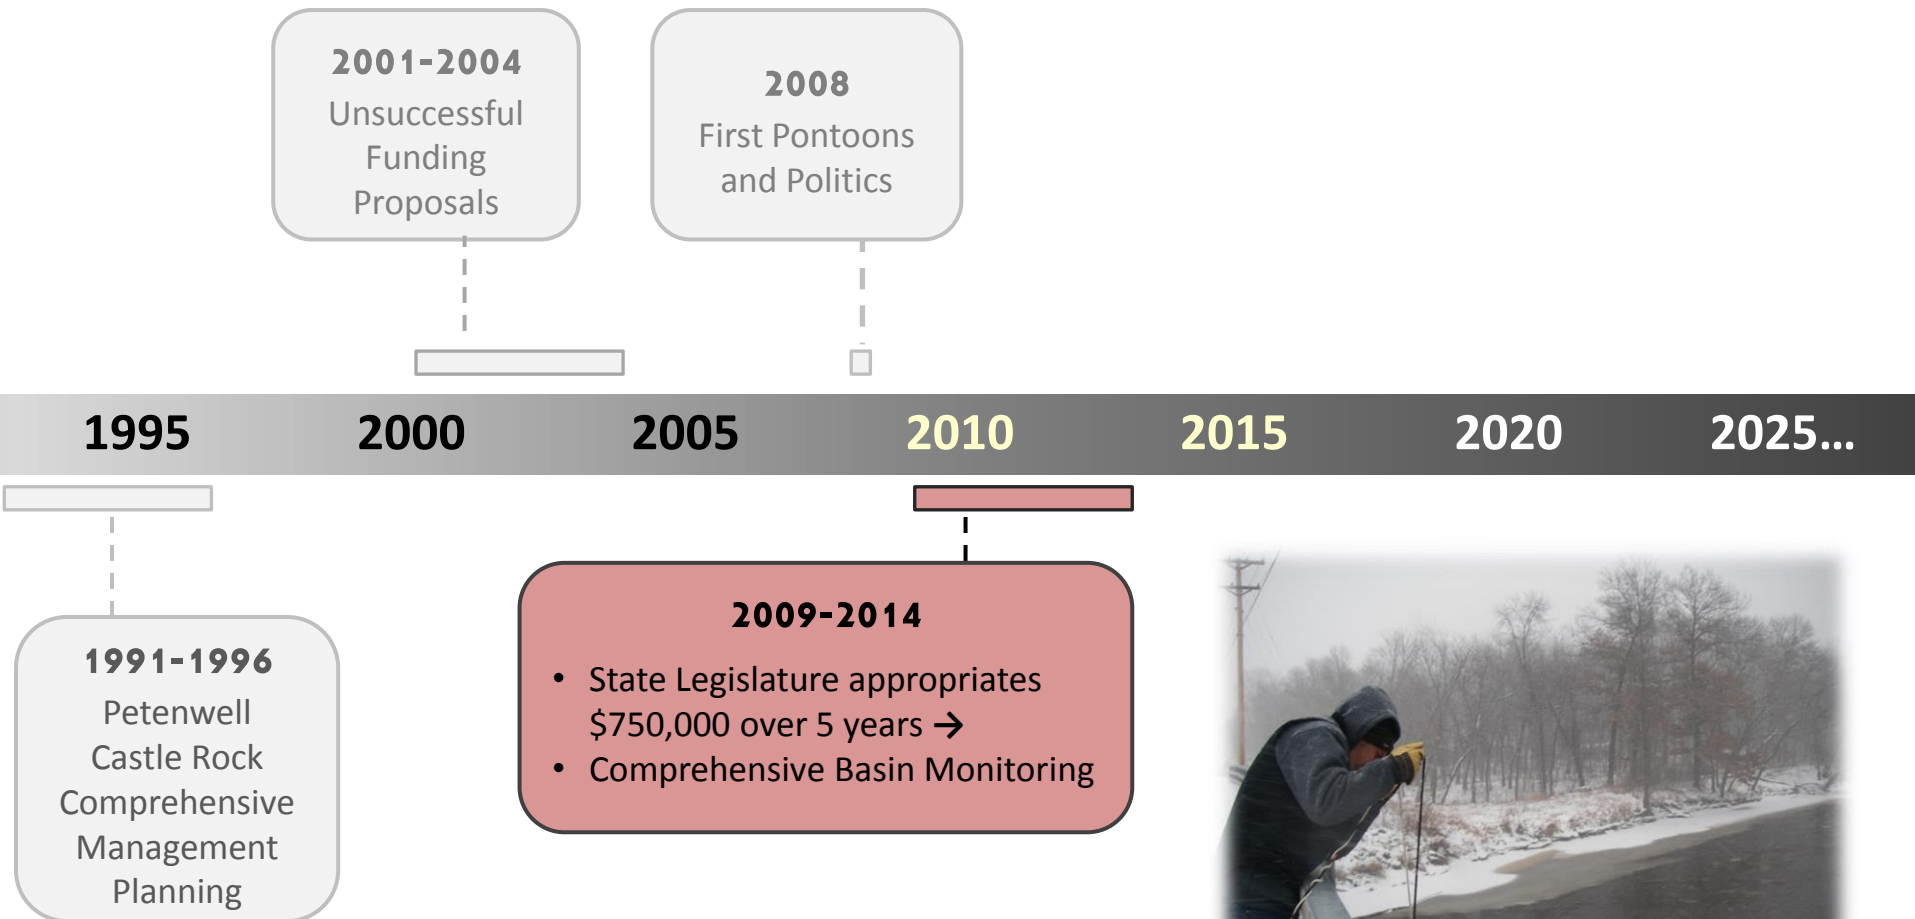 2001-2004
Unsuccessful
Funding
Proposals
2008
First Pontoons
and Politics
1995 2000 2005 2010 2015 2020 2025...
2009-2014
• State Legislature appropriates
$750,000 over 5 years →
• Comprehensive Basin Monitoring
1991-1996
Petenwell
Castle Rock
Comprehensive
Management
Planning